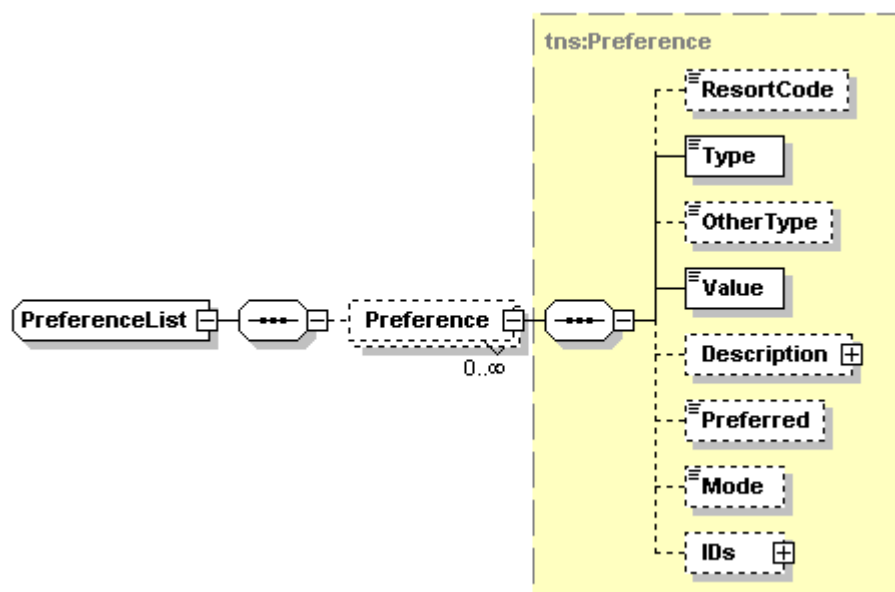 tns:Preference
ResortCode
Type
OtherType
Value
PreferenceList
Preference
0..∞
Description
Preferred
Mode
IDs